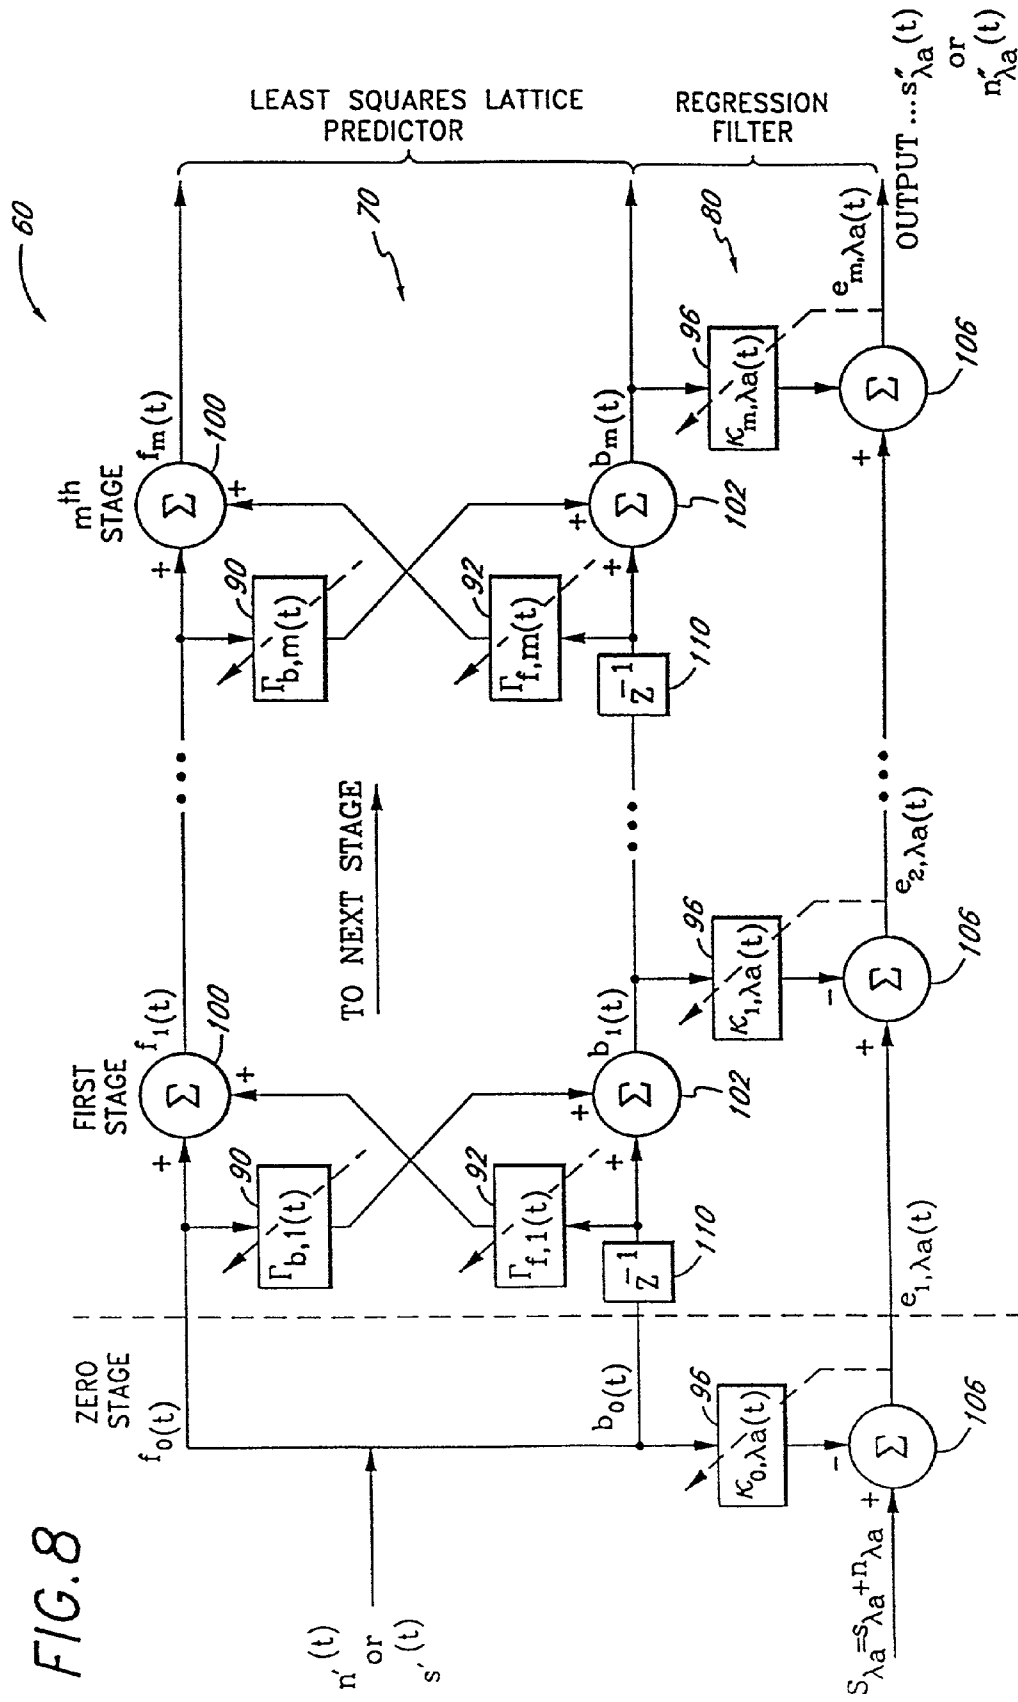 FIG. 8
60
ZERO
STAGE
FIRST
STAGE
mth
STAGE
LEAST SQUARES LATTICE
PREDICTOR
REGRESSION
FILTER
f0(t)
f1(t)
100
fm(t)
100
Σ
Σ
+
+
+
+
90
Γb,1(t)
90
Γb,m(t)
70
TO NEXT STAGE
n´(t)
or
s´(t)
92
Γf,1(t)
92
Γf,m(t)
b0(t)
Z−1
110
+
+
Σ
102
b1(t)
Z−1
110
+
+
Σ
102
bm(t)
80
96
κ0,λa(t)
96
κ1,λa(t)
96
κm,λa(t)
Sλa=sλa+nλa
+
−
Σ
106
e1,λa(t)
+
−
Σ
106
e2,λa(t)
+
Σ
106
em,λa(t)
OUTPUT ...s″λa(t)
or
n″λa(t)